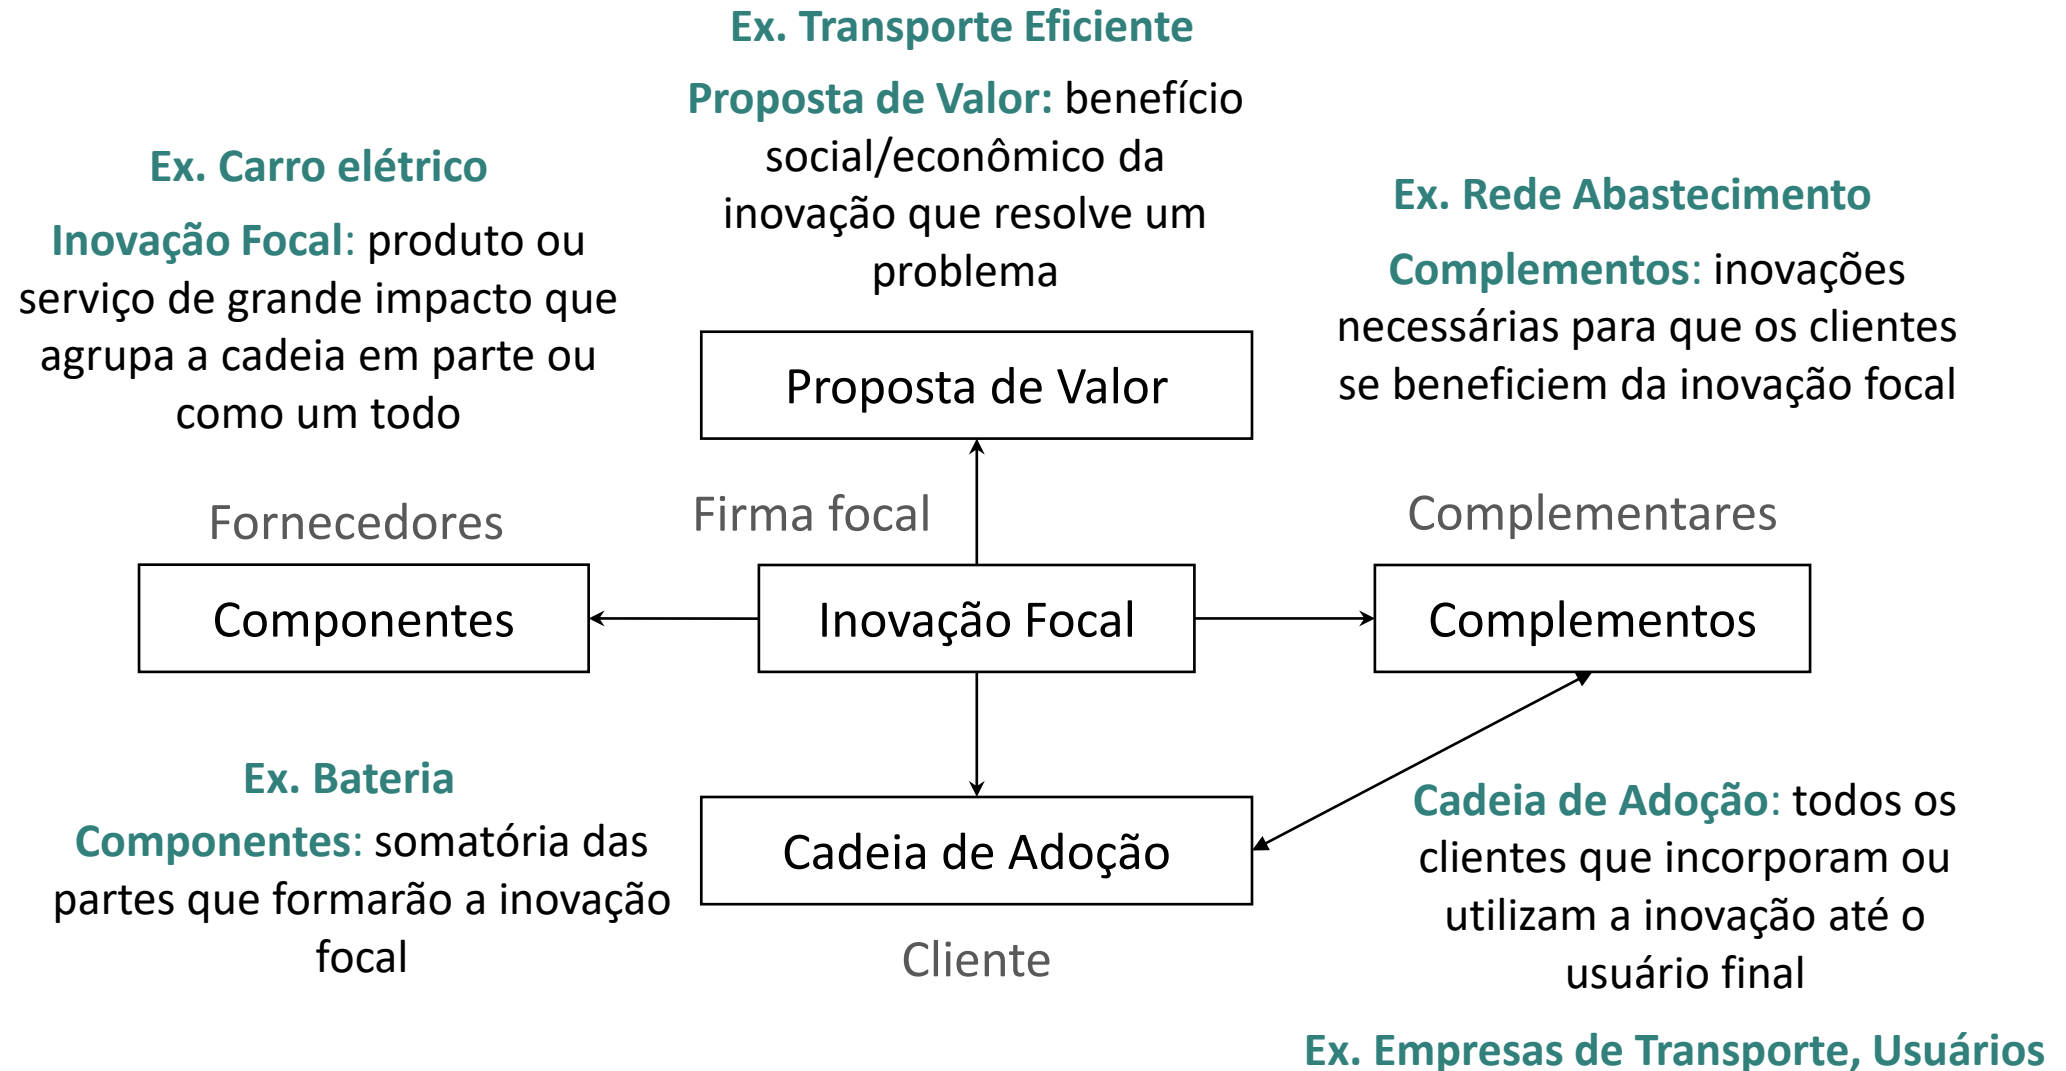 Ex. Transporte Eficiente
Proposta de Valor: benefício
social/econômico da
inovação que resolve um
problema
Ex. Carro elétrico
Inovação Focal: produto ou
serviço de grande impacto que
agrupa a cadeia em parte ou
como um todo
Ex. Rede Abastecimento
Complementos: inovações
necessárias para que os clientes
se beneficiem da inovação focal
Proposta de Valor
Fornecedores
Firma focal
Complementares
Componentes
Inovação Focal
Complementos
Ex. Bateria
Componentes: somatória das
partes que formarão a inovação
focal
Cadeia de Adoção
Cliente
Cadeia de Adoção: todos os
clientes que incorporam ou
utilizam a inovação até o
usuário final
Ex. Empresas de Transporte, Usuários